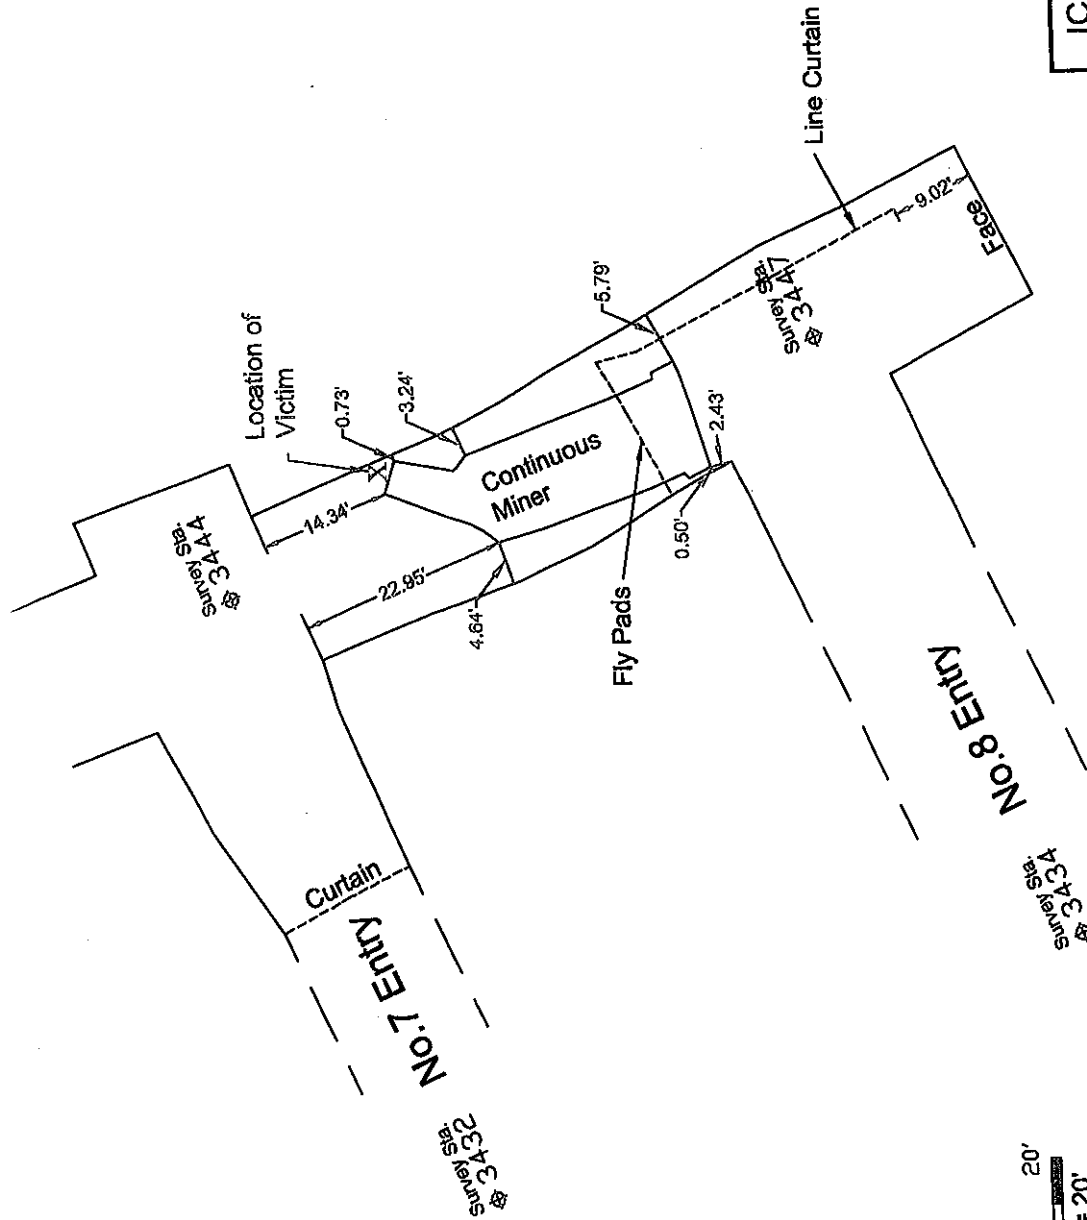 IC
Line Curtain
9.02'
Face
Survey Sta.
3447
5.79'
Location of
Victim
0.73'
3.24'
Continuous
Miner
2.43'
0.50'
Survey Sta.
3444
14.34'
22.95'
4.64'
Fly Pads
X
Curtain
No.7 Entry
No.8 Entry
Survey Sta.
3434
Survey Sta.
3432
20'
= 20'